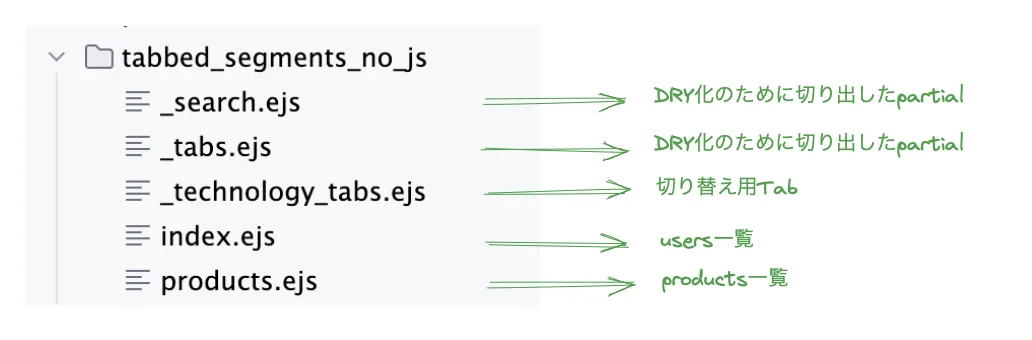 tabbed_segments_no_js
_search.ejs DRY化のために切り出したpartial
_tabs.ejs DRY化のために切り出したpartial
_technology_tabs.ejs 切り替え用Tab
index.ejs users一覧
products.ejs products一覧